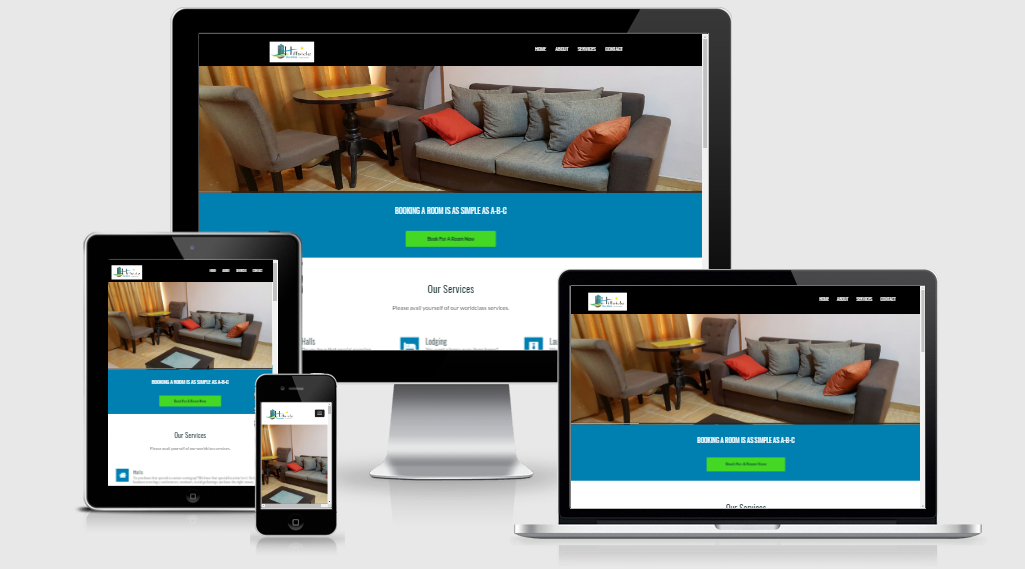 Hillside
HOME ABOUT SERVICES CONTACT
BOOKING A ROOM IS AS SIMPLE AS A-B-C
Book For A Room Now
Our Services
Please avail yourself of our worldclass services.
Halls
Lodging
HOME ABOUT SERVICES CONTACT
BOOKING A ROOM IS AS SIMPLE AS A-B-C
Book For A Room Now
Our Services
Please avail yourself of our worldclass services.
Halls
Hillside
HOME ABOUT SERVICES CONTACT
BOOKING A ROOM IS AS SIMPLE AS A-B-C
Book For A Room Now
Our Services